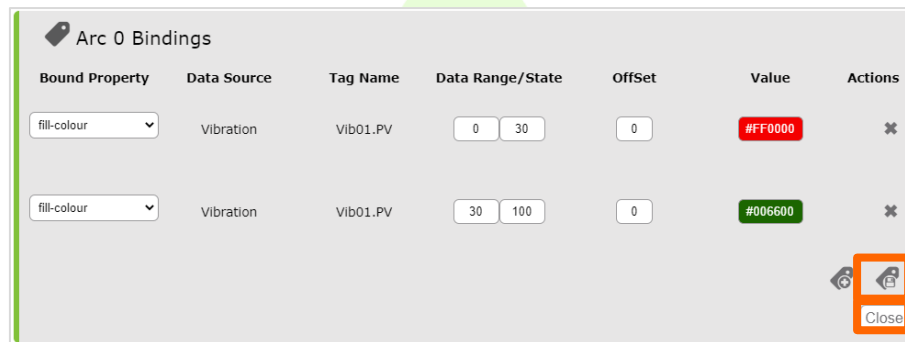 Arc 0 Bindings
Bound Property Data Source Tag Name Data Range/State OffSet Value Actions
fill-colour Vibration Vib01.PV 0 30 0 #FF0000
fill-colour Vibration Vib01.PV 30 100 0 #006600
Close